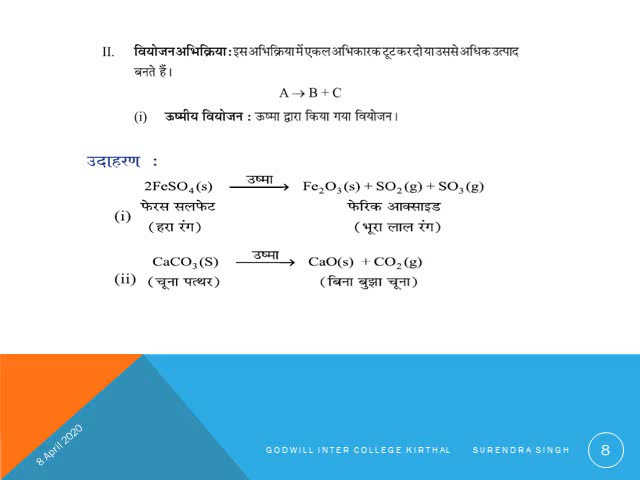 II. वियोजन अभिक्रिया : इस अभिक्रिया में एकल अभिकारक टूट कर दो या उससे अधिक उत्पाद
बनते हैं।
A → B + C
(i) ऊष्मीय वियोजन : ऊष्मा द्वारा किया गया वियोजन।
उदाहरण :
उष्मा
2FeSO₄(s) ⟶ Fe₂O₃(s) + SO₂(g) + SO₃(g)
(i) फेरस सलफेट फेरिक आक्साइड
(हरा रंग) (भूरा लाल रंग)
उष्मा
CaCO₃(S) ⟶ CaO(s) + CO₂(g)
(ii) (चूना पत्थर) (बिना बुझा चूना)
8 April 2020
GODWILL INTER COLLEGE KIRTHAL SURENDRA SINGH 8